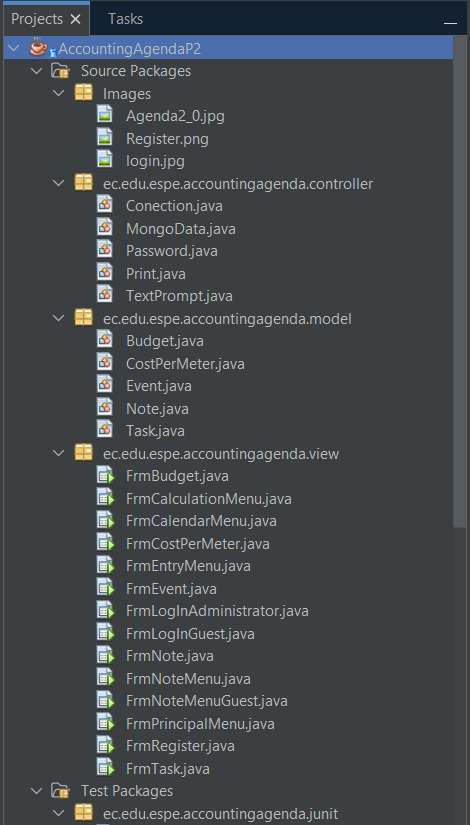 Projects
Tasks
AccountingAgendaP2
Source Packages
Images
Agenda2_0.jpg
Register.png
login.jpg
ec.edu.espe.accountingagenda.controller
Conection.java
MongoData.java
Password.java
Print.java
TextPrompt.java
ec.edu.espe.accountingagenda.model
Budget.java
CostPerMeter.java
Event.java
Note.java
Task.java
ec.edu.espe.accountingagenda.view
FrmBudget.java
FrmCalculationMenu.java
FrmCalendarMenu.java
FrmCostPerMeter.java
FrmEntryMenu.java
FrmEvent.java
FrmLogInAdministrator.java
FrmLogInGuest.java
FrmNote.java
FrmNoteMenu.java
FrmNoteMenuGuest.java
FrmPrincipalMenu.java
FrmRegister.java
FrmTask.java
Test Packages
ec.edu.espe.accountingagenda.junit